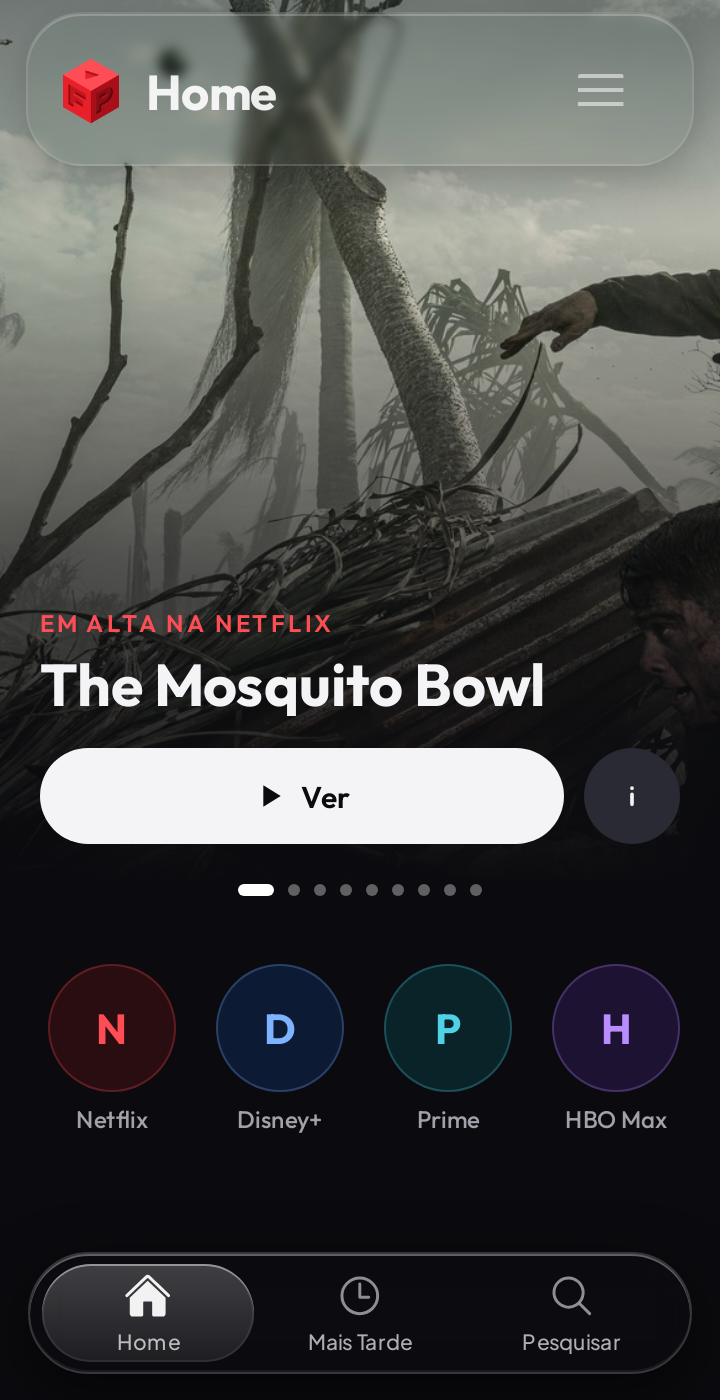 Home
EM ALTA NA NETFLIX
The Mosquito Bowl
Ver
i
N
D
P
H
Netflix
Disney+
Prime
HBO Max
Home
Mais Tarde
Pesquisar